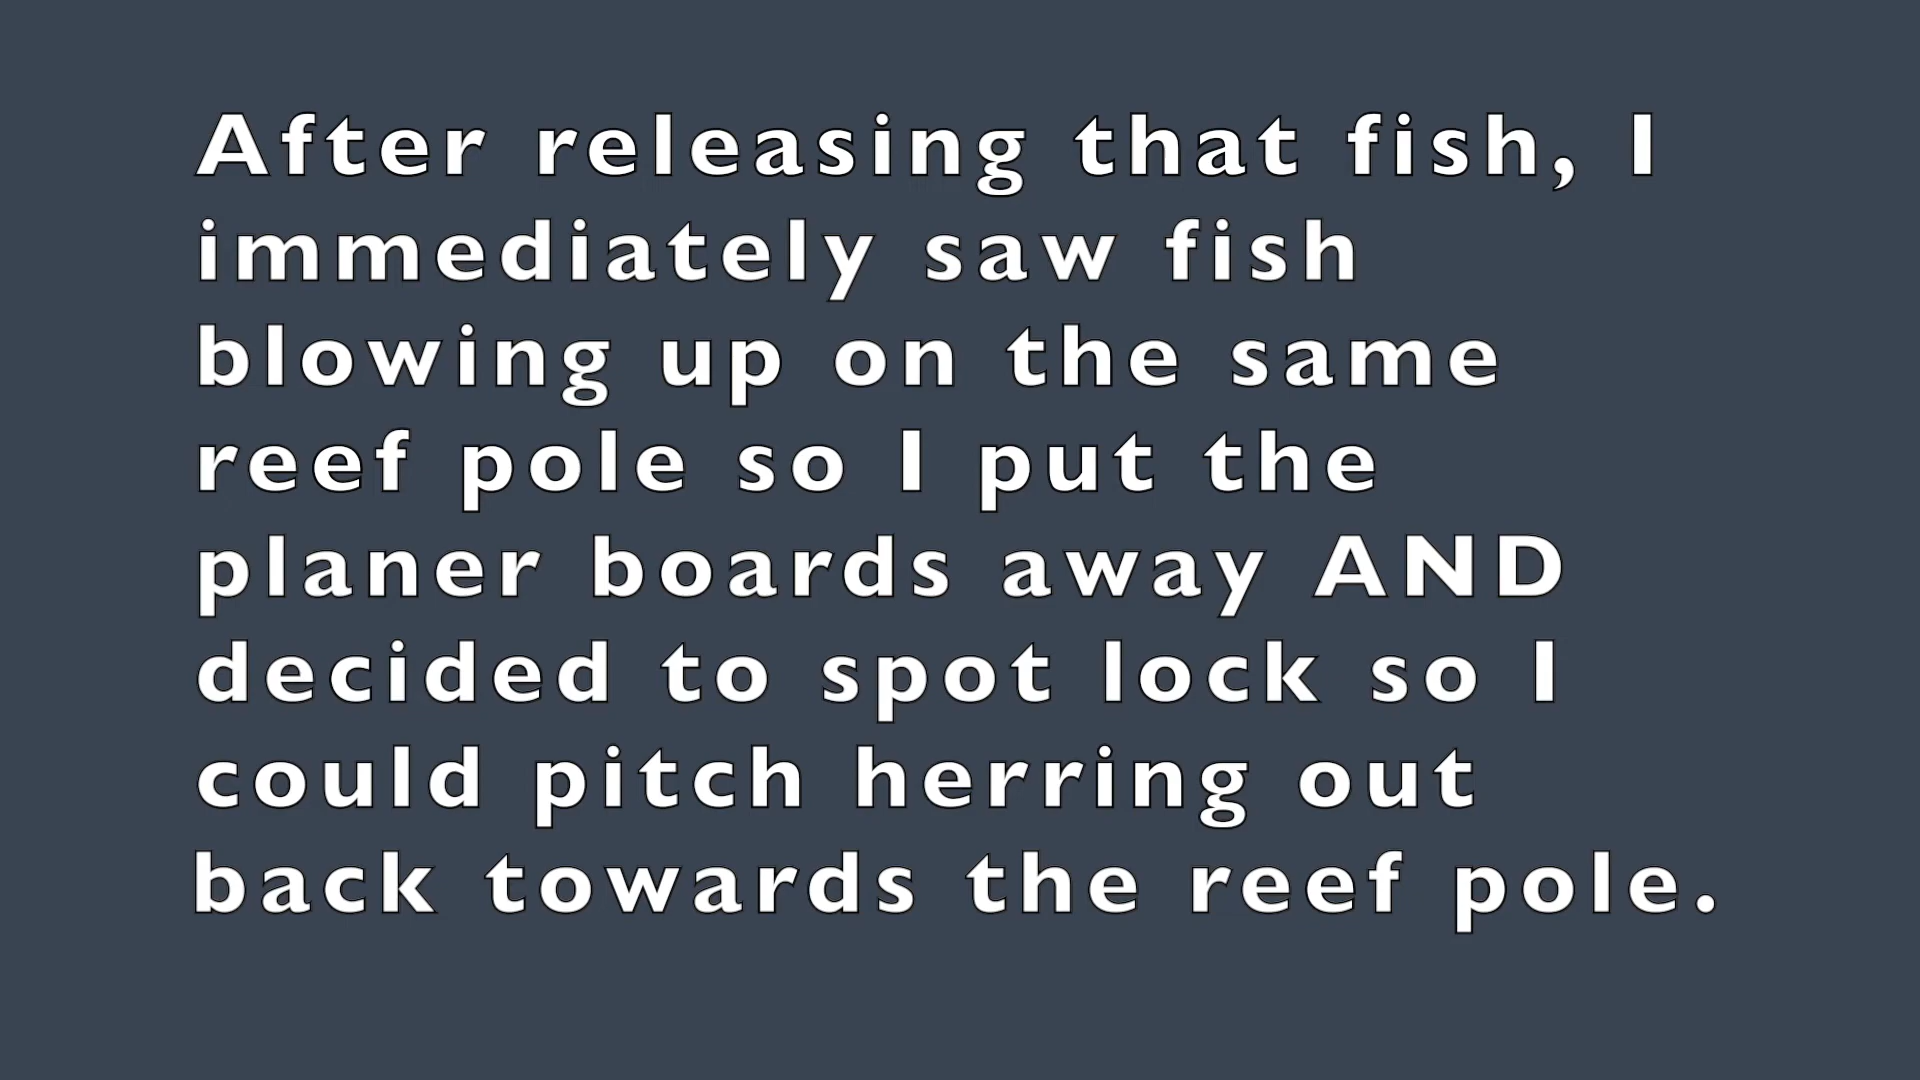 After releasing that fish, I
immediately saw fish
blowing up on the same
reef pole so I put the
planer boards away AND
decided to spot lock so I
could pitch herring out
back towards the reef pole.